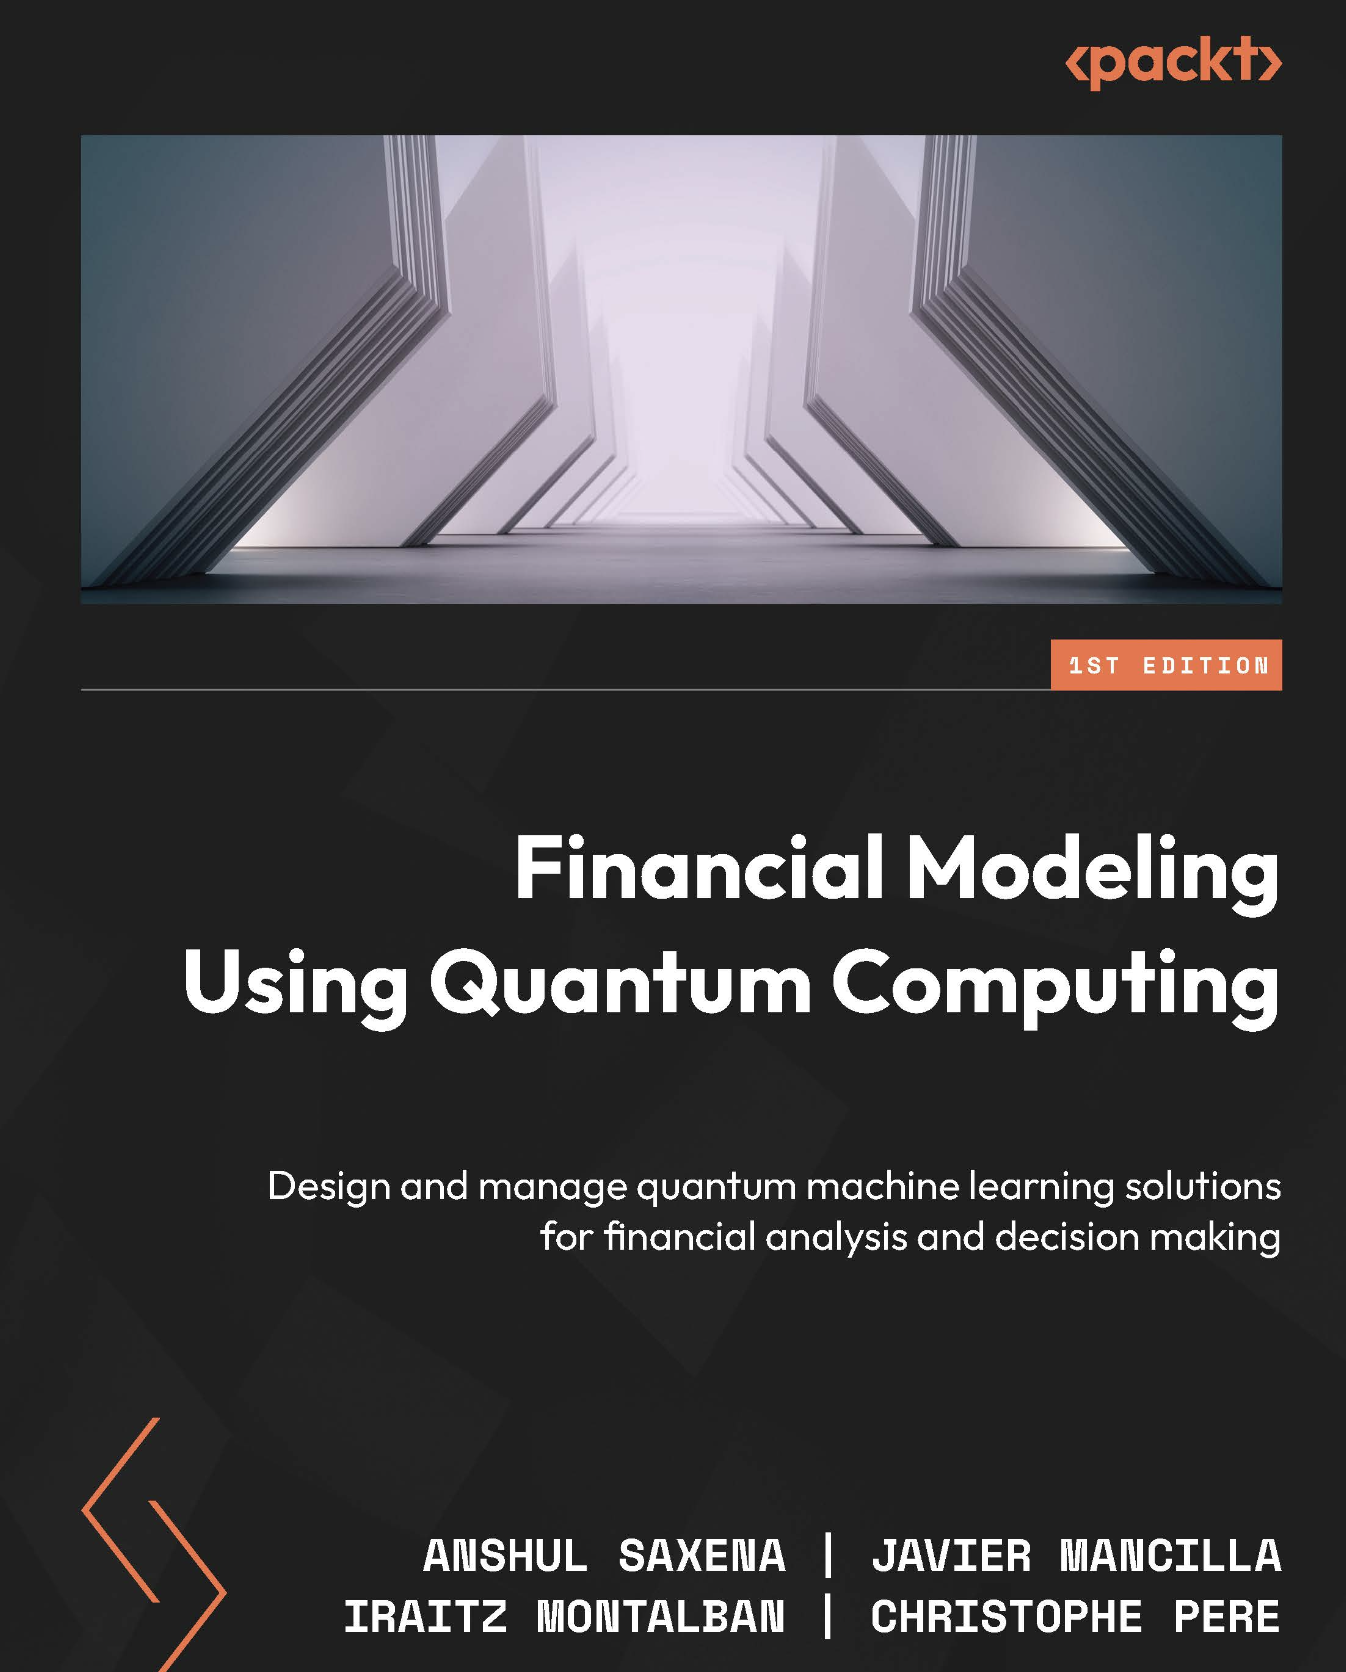 <packt>
1ST EDITION
Financial Modeling
Using Quantum Computing
Design and manage quantum machine learning solutions
for financial analysis and decision making
ANSHUL SAXENA | JAVIER MANCILLA
IRAITZ MONTALBAN | CHRISTOPHE PERE